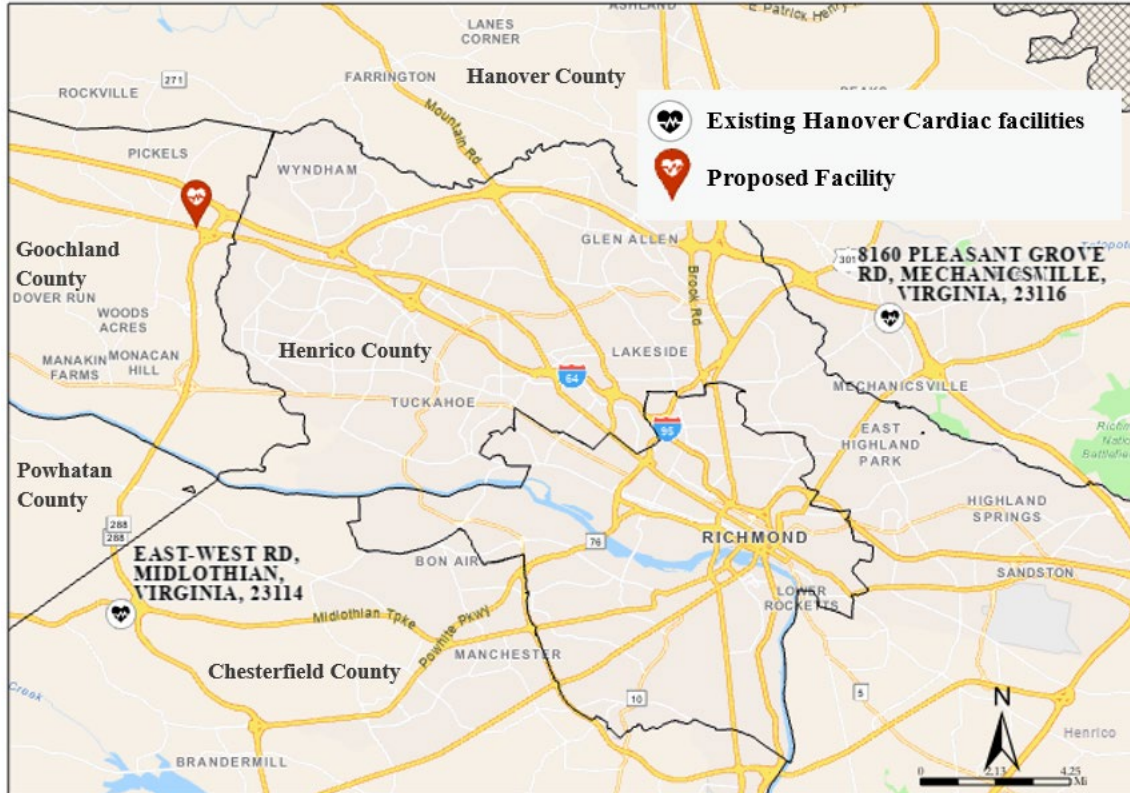 ASHLAND
E Patrick Henry
LANES
CORNER
Hanover County
FARRINGTON
271
ROCKVILLE
Mountain Rd
Existing Hanover Cardiac facilities
Proposed Facility
PICKELS
WYNDHAM
GLEN ALLEN
Goochland
County
DOVER RUN
WOODS
ACRES
301
8160 PLEASANT GROVE
RD, MECHANICSVILLE,
VIRGINIA, 23116
Brook Rd
Henrico County
LAKESIDE
MANAKIN
FARMS
MONACAN
HILL
64
MECHANICSVILLE
TUCKAHOE
95
EAST
HIGHLAND
PARK
Powhatan
County
HIGHLAND
SPRINGS
288
288
76
RICHMOND
EAST-WEST RD,
MIDLOTHIAN,
VIRGINIA, 23114
BON AIR
SANDSTON
LOWER
ROCKETTS
Midlothian Tpke
Powhite Pkwy
MANCHESTER
Chesterfield County
Creek
10
5
N
Henrico
BRANDERMILL
0 2.13 4.25
Mi